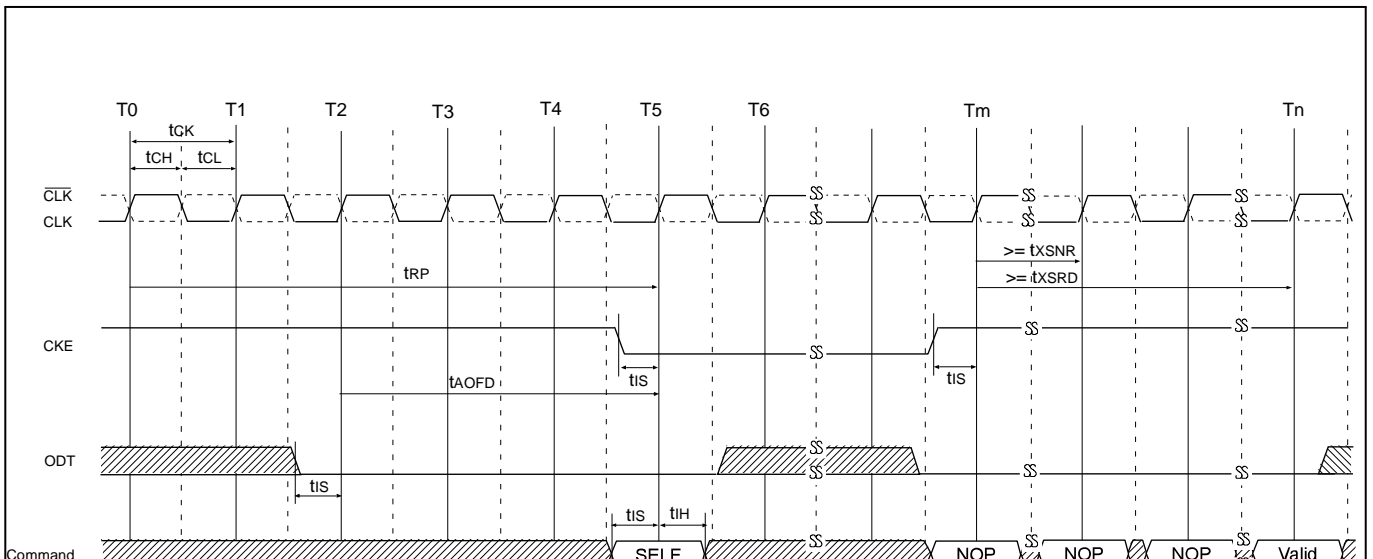 T0 T1 T2 T3 T4 T5 T6 Tm Tn
tCK
tCH tCL
CLK
CLK
>= tXSNR
tRP
>= tXSRD
CKE
tIS tIS
tAOFD
ODT
tIS
tIS tIH
Command SELF NOP NOP NOP Valid